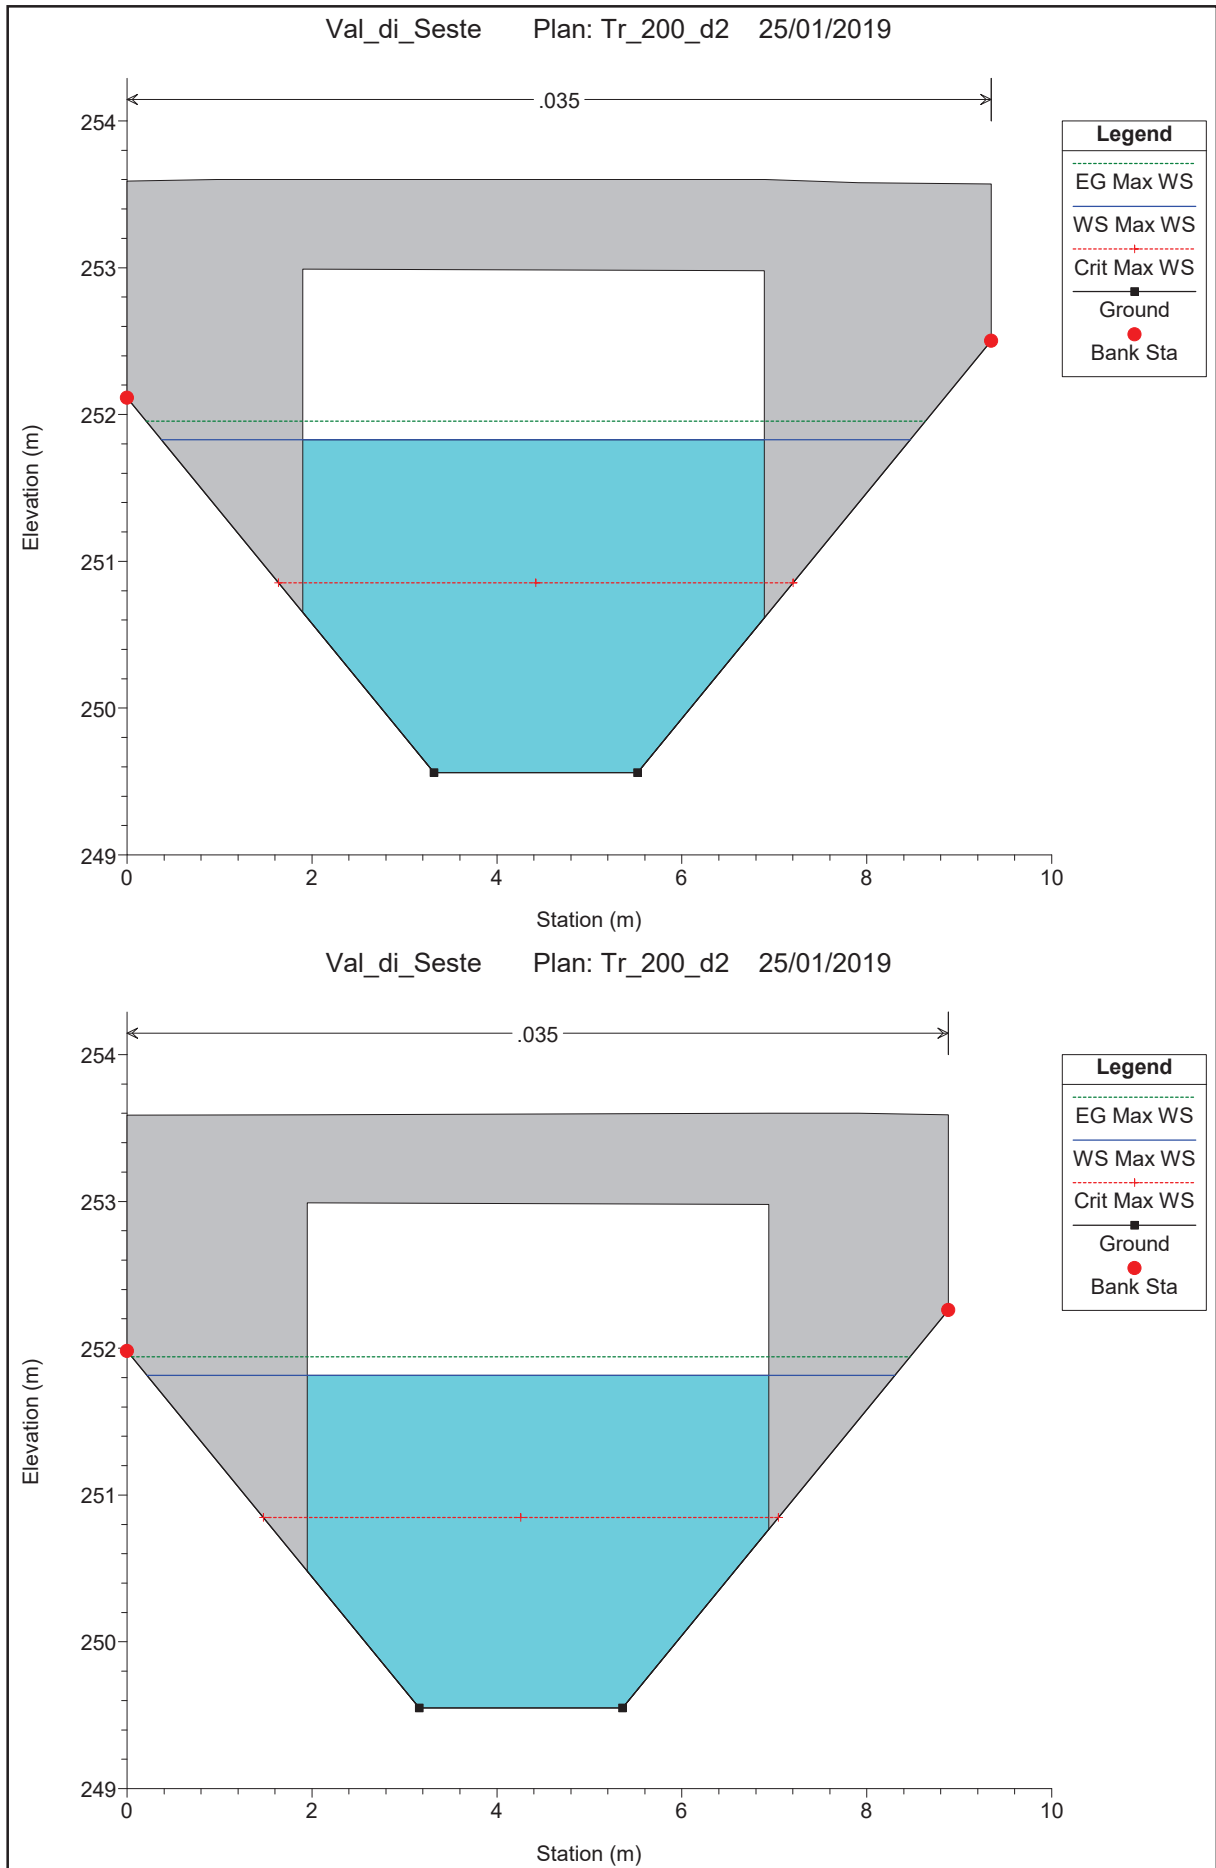 Val_di_Seste Plan: Tr_200_d2 25/01/2019
.035
254
253
252
251
250
249
0 2 4 6 8 10
Elevation (m)
Station (m)
Legend
EG Max WS
WS Max WS
Crit Max WS
Ground
Bank Sta
Val_di_Seste Plan: Tr_200_d2 25/01/2019
.035
254
253
252
251
250
249
0 2 4 6 8 10
Elevation (m)
Station (m)
Legend
EG Max WS
WS Max WS
Crit Max WS
Ground
Bank Sta